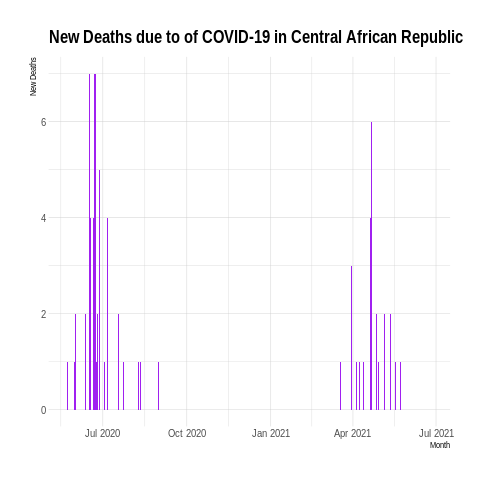 New Deaths due to of COVID-19 in Central African Republic
New Deaths
6
4
2
0
Jul 2020 Oct 2020 Jan 2021 Apr 2021 Jul 2021
Month